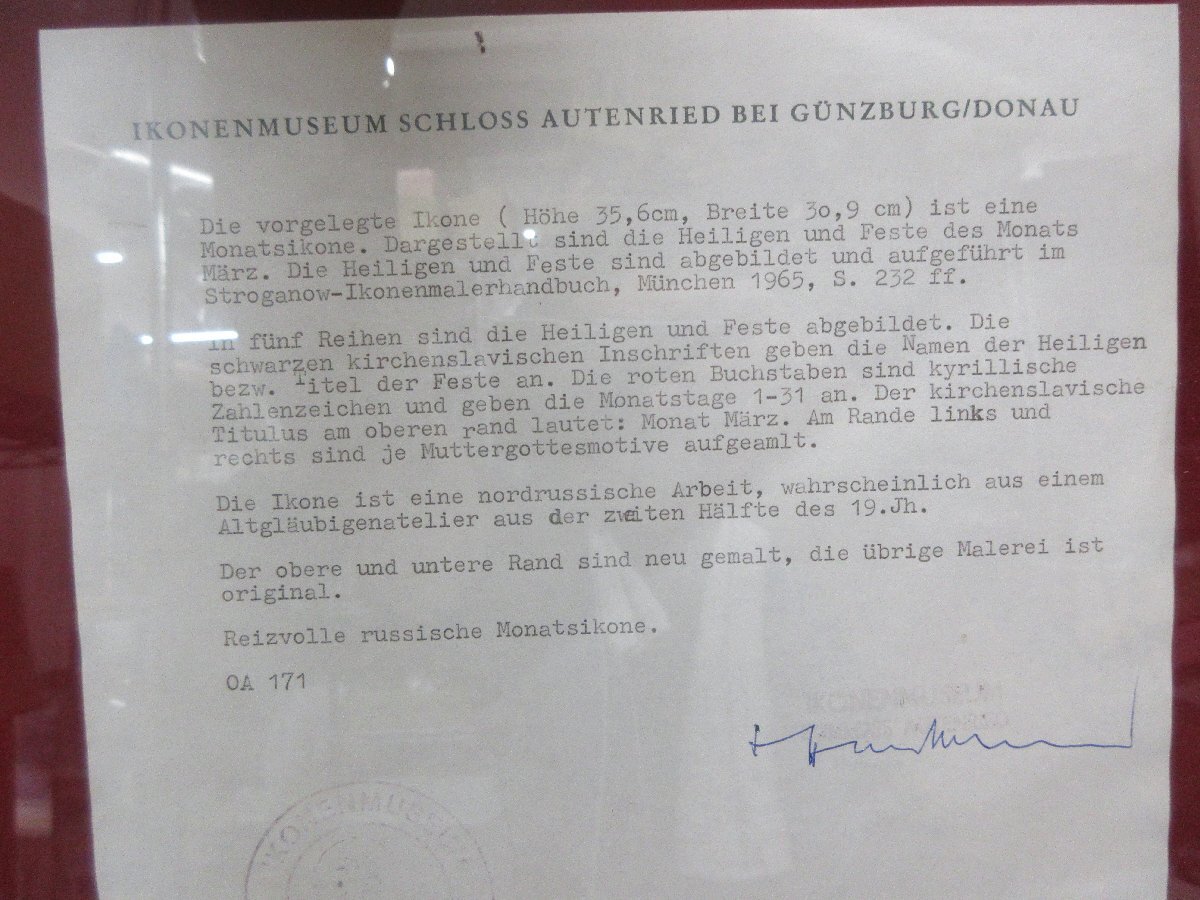 IKONENMUSEUM SCHLOSS AUTENRIED BEI GÜNZBURG/DONAU
Die vorgelegte Ikone ( Höhe 35,6cm, Breite 3o,9 cm) ist eine
Monatsikone. Dargestellt sind die Heiligen und Feste des Monats
März. Die Heiligen und Feste sind abgebildet und aufgeführt im
Stroganow-Ikonenmalerhandbuch, München 1965, S. 232 ff.
In fünf Reihen sind die Heiligen und Feste abgebildet. Die
schwarzen kirchenslavischen Inschriften geben die Namen der Heiligen
bezw. Titel der Feste an. Die roten Buchstaben sind kyrillische
Zahlenzeichen und geben die Monatstage 1-31 an. Der kirchenslavische
Titulus am oberen rand lautet: Monat März. Am Rande links und
rechts sind je Muttergottesmotive aufgeamlt.
Die Ikone ist eine nordrussische Arbeit, wahrscheinlich aus einem
Altgläubigenatelier aus der zweiten Hälfte des 19.Jh.
Der obere und untere Rand sind neu gemalt, die übrige Malerei ist
original.
Reizvolle russische Monatsikone.
OA 171
IKONENMUSEUM